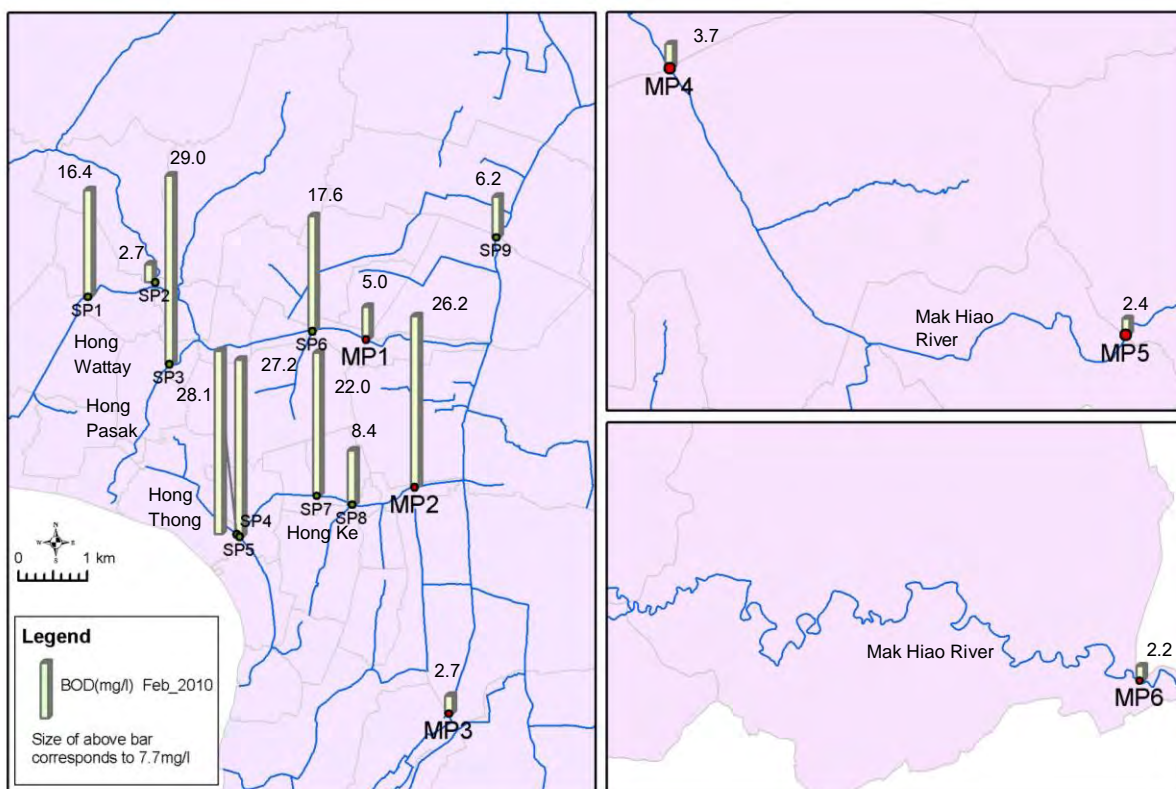 16.4
29.0
2.7
17.6
6.2
SP9
5.0
26.2
SP1
SP2
SP6
MP1
Hong
Wattay
SP3
27.2
28.1
22.0
Hong
Pasak
8.4
Hong
Thong
SP4
SP5
SP7
SP8
Hong Ke
MP2
N
W
E
S
0 1 km
Legend
BOD(mg/l) Feb_2010
Size of above bar
corresponds to 7.7mg/l
2.7
MP3
3.7
MP4
2.4
Mak Hiao
River
MP5
Mak Hiao River
2.2
MP6